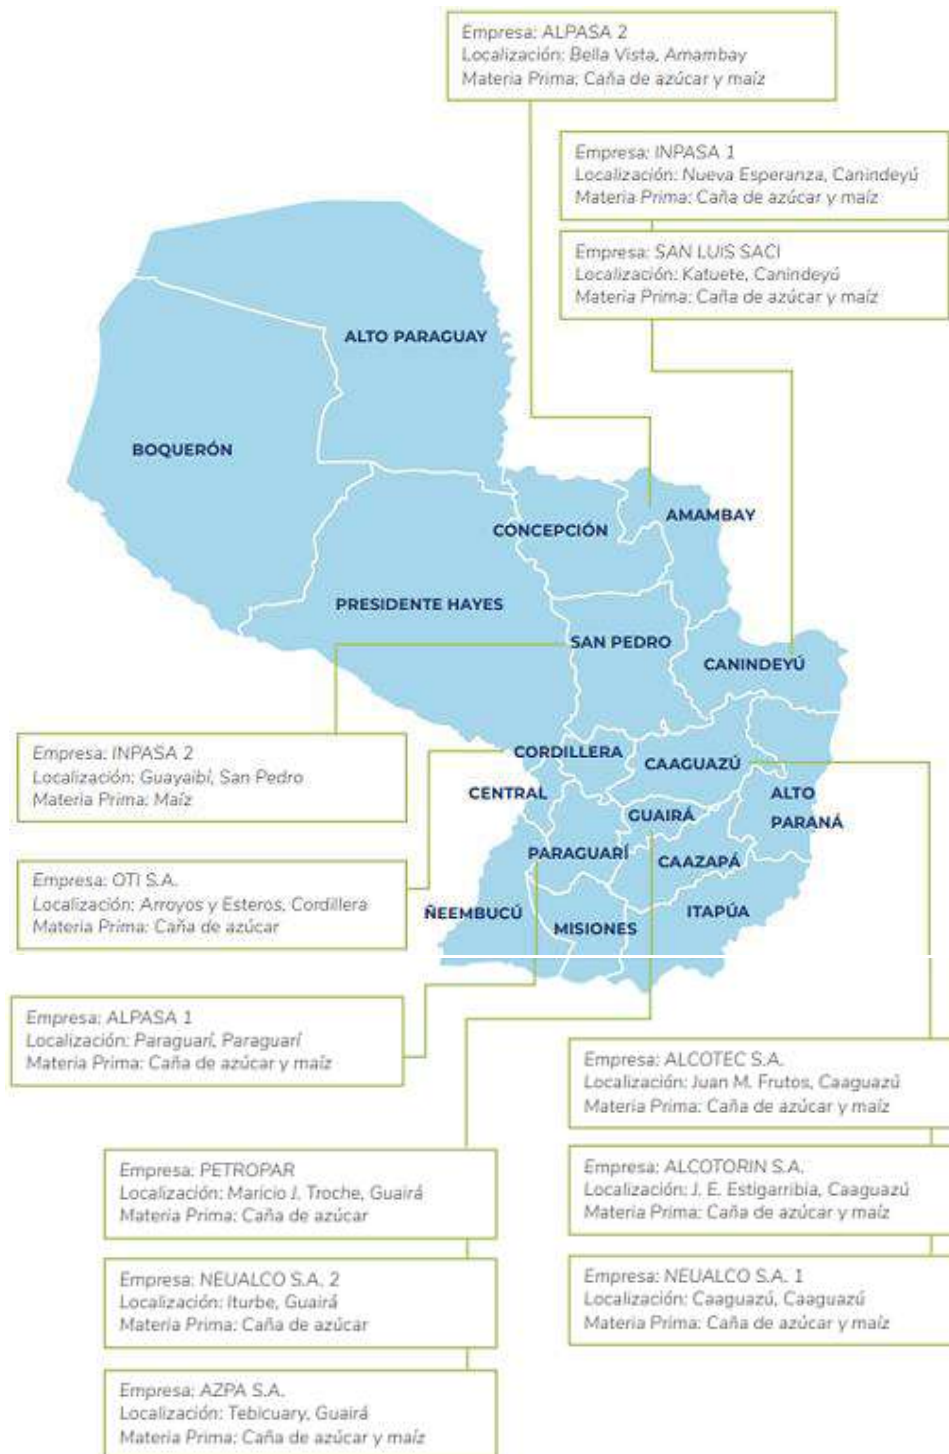 Empresa: ALPASA 2
Localización: Bella Vista, Amambay
Materia Prima: Caña de azúcar y maíz
Empresa: INPASA 1
Localización: Nueva Esperanza, Canindeyú
Materia Prima: Caña de azúcar y maíz
Empresa: SAN LUIS SACI
Localización: Katuete, Canindeyú
Materia Prima: Caña de azúcar y maíz
ALTO PARAGUAY
BOQUERÓN
AMAMBAY
CONCEPCIÓN
PRESIDENTE HAYES
SAN PEDRO
CANINDEYÚ
CORDILLERA
CAAGUAZÚ
CENTRAL
ALTO
PARANÁ
GUAIRÁ
PARAGUARÍ
CAAZAPÁ
ÑEEMBUCÚ
MISIONES
ITAPÚA
Empresa: INPASA 2
Localización: Guayaibí, San Pedro
Materia Prima: Maíz
Empresa: OTI S.A.
Localización: Arroyos y Esteros, Cordillera
Materia Prima: Caña de azúcar
Empresa: ALPASA 1
Localización: Paraguarí, Paraguarí
Materia Prima: Caña de azúcar y maíz
Empresa: ALCOTEC S.A.
Localización: Juan M. Frutos, Caaguazú
Materia Prima: Caña de azúcar y maíz
Empresa: PETROPAR
Localización: Maricio J. Troche, Guairá
Materia Prima: Caña de azúcar
Empresa: ALCOTORIN S.A.
Localización: J. E. Estigarribia, Caaguazú
Materia Prima: Caña de azúcar y maíz
Empresa: NEUALCO S.A. 2
Localización: Iturbe, Guairá
Materia Prima: Caña de azúcar
Empresa: NEUALCO S.A. 1
Localización: Caaguazú, Caaguazú
Materia Prima: Caña de azúcar y maíz
Empresa: AZPA S.A.
Localización: Tebicuary, Guairá
Materia Prima: Caña de azúcar y maíz